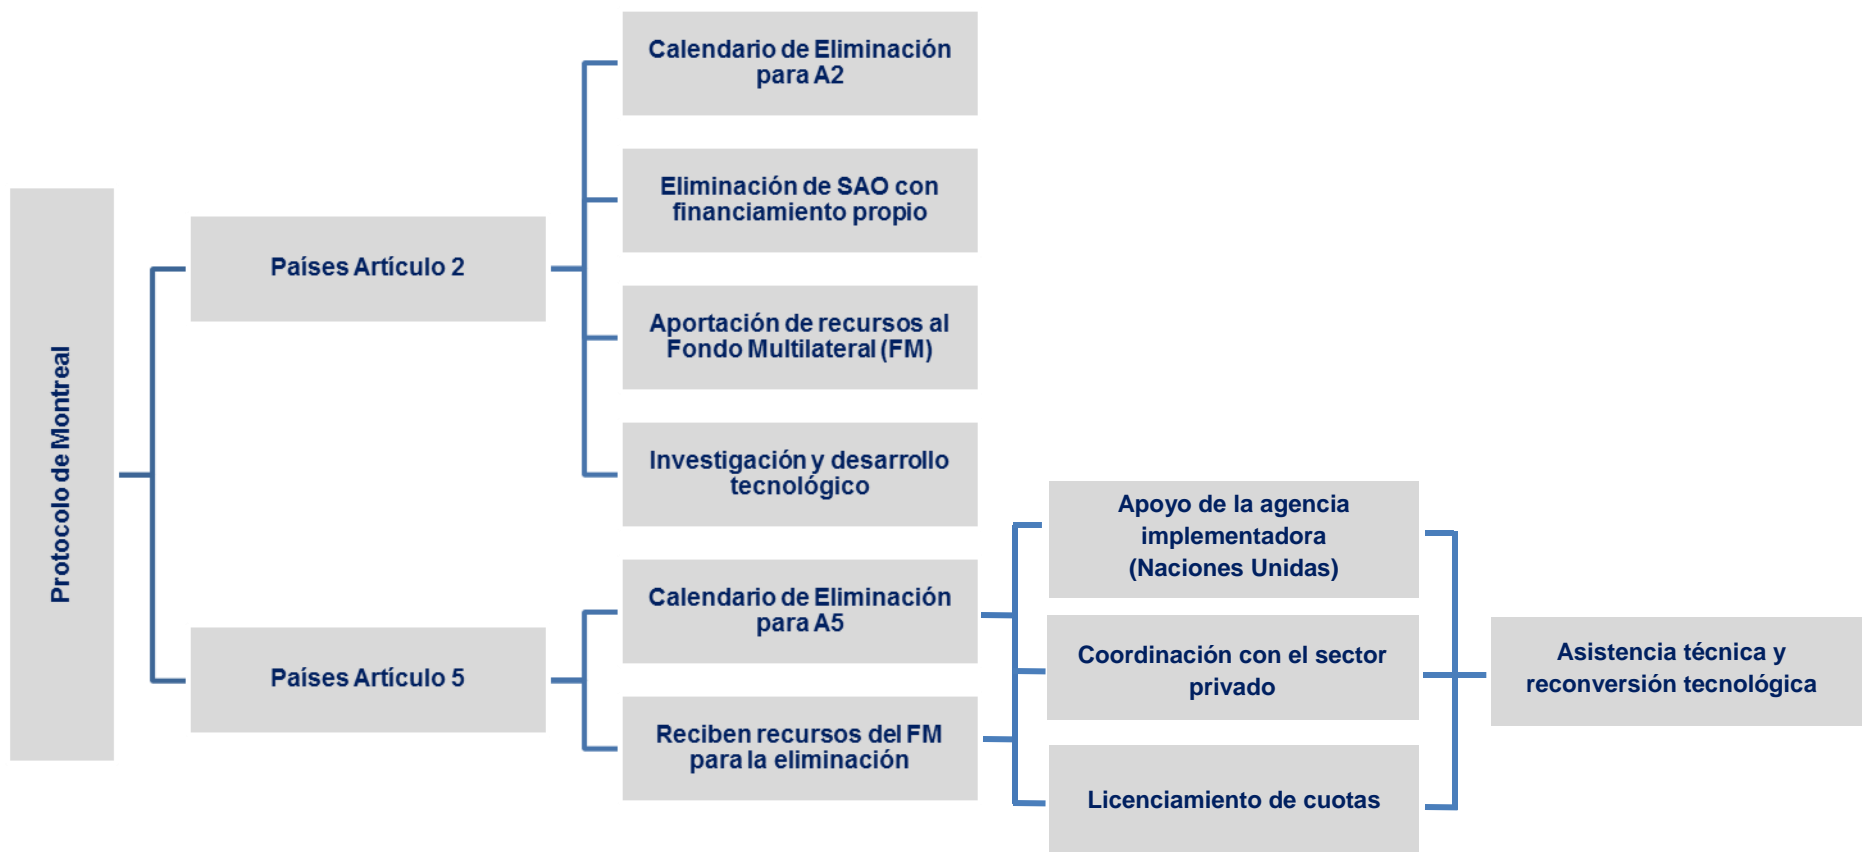 Protocolo de Montreal
Países Artículo 2
Calendario de Eliminación
para A2
Eliminación de SAO con
financiamiento propio
Aportación de recursos al
Fondo Multilateral (FM)
Investigación y desarrollo
tecnológico
Países Artículo 5
Calendario de Eliminación
para A5
Reciben recursos del FM
para la eliminación
Apoyo de la agencia
implementadora
(Naciones Unidas)
Coordinación con el sector
privado
Licenciamiento de cuotas
Asistencia técnica y
reconversión tecnológica